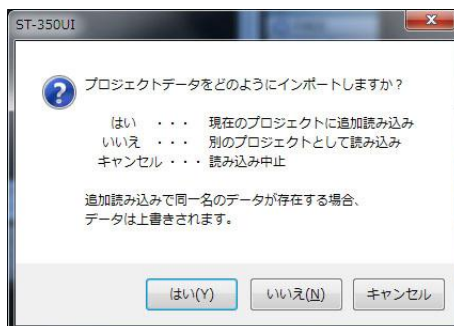 ST-350UI
プロジェクトデータをどのようにインポートしますか？
はい ・・・ 現在のプロジェクトに追加読み込み
いいえ ・・・ 別のプロジェクトとして読み込み
キャンセル・・・ 読み込み中止
追加読み込みで同一名のデータが存在する場合、
データは上書きされます。
はい(Y) いいえ(N) キャンセル